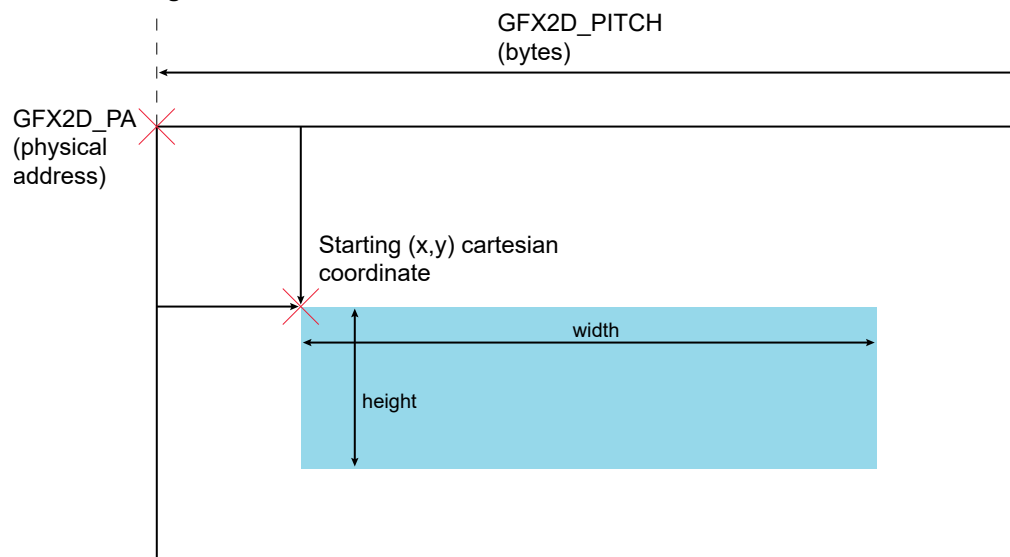 GFX2D_PITCH
(bytes)
GFX2D_PA
(physical
address)
Starting (x,y) cartesian
coordinate
width
height